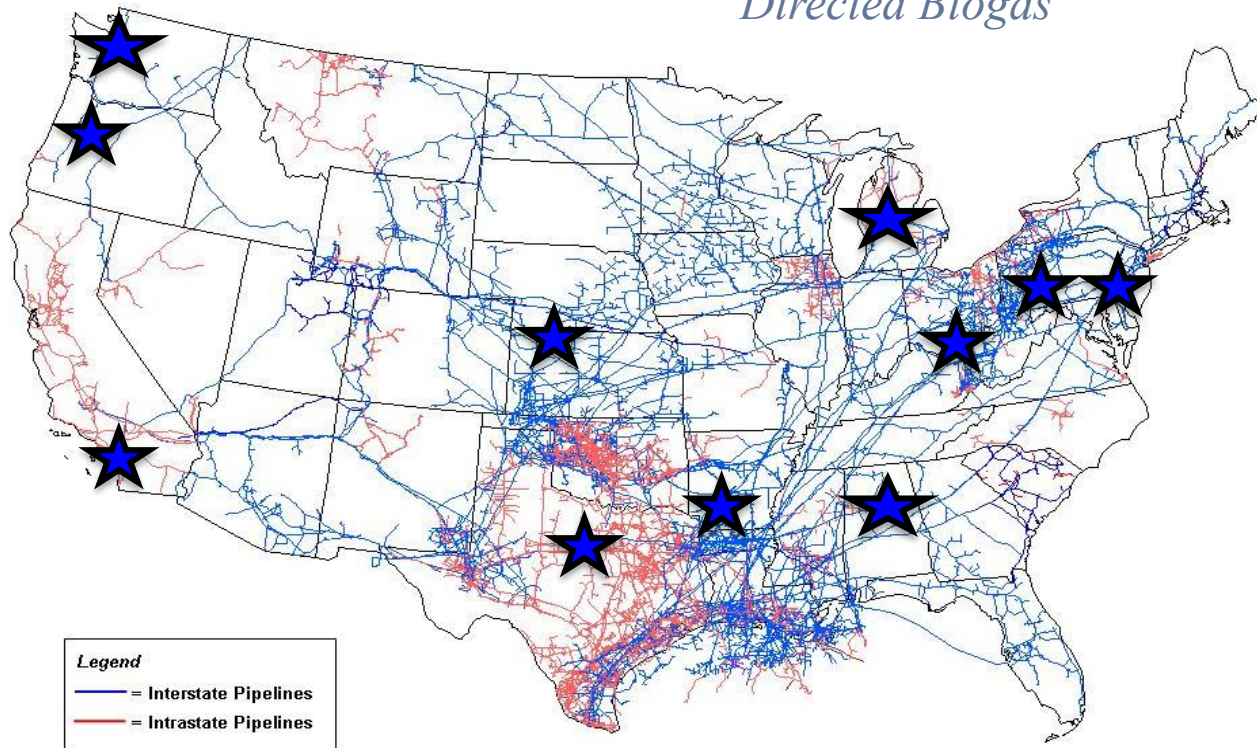 Directed Biogas
Legend
= Interstate Pipelines
= Intrastate Pipelines